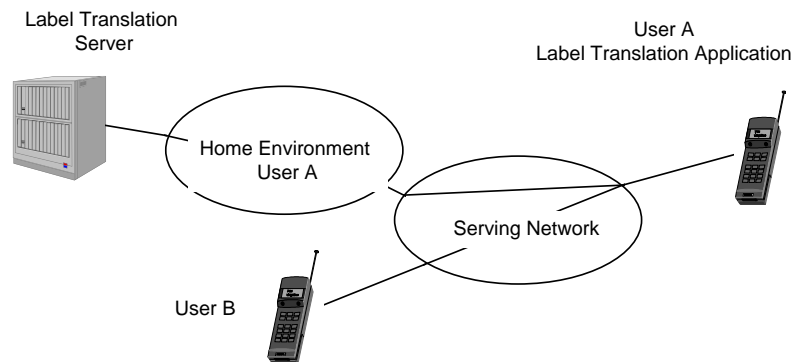 Label Translation
Server
User A
Label Translation Application
Home Environment
User A
Serving Network
User B